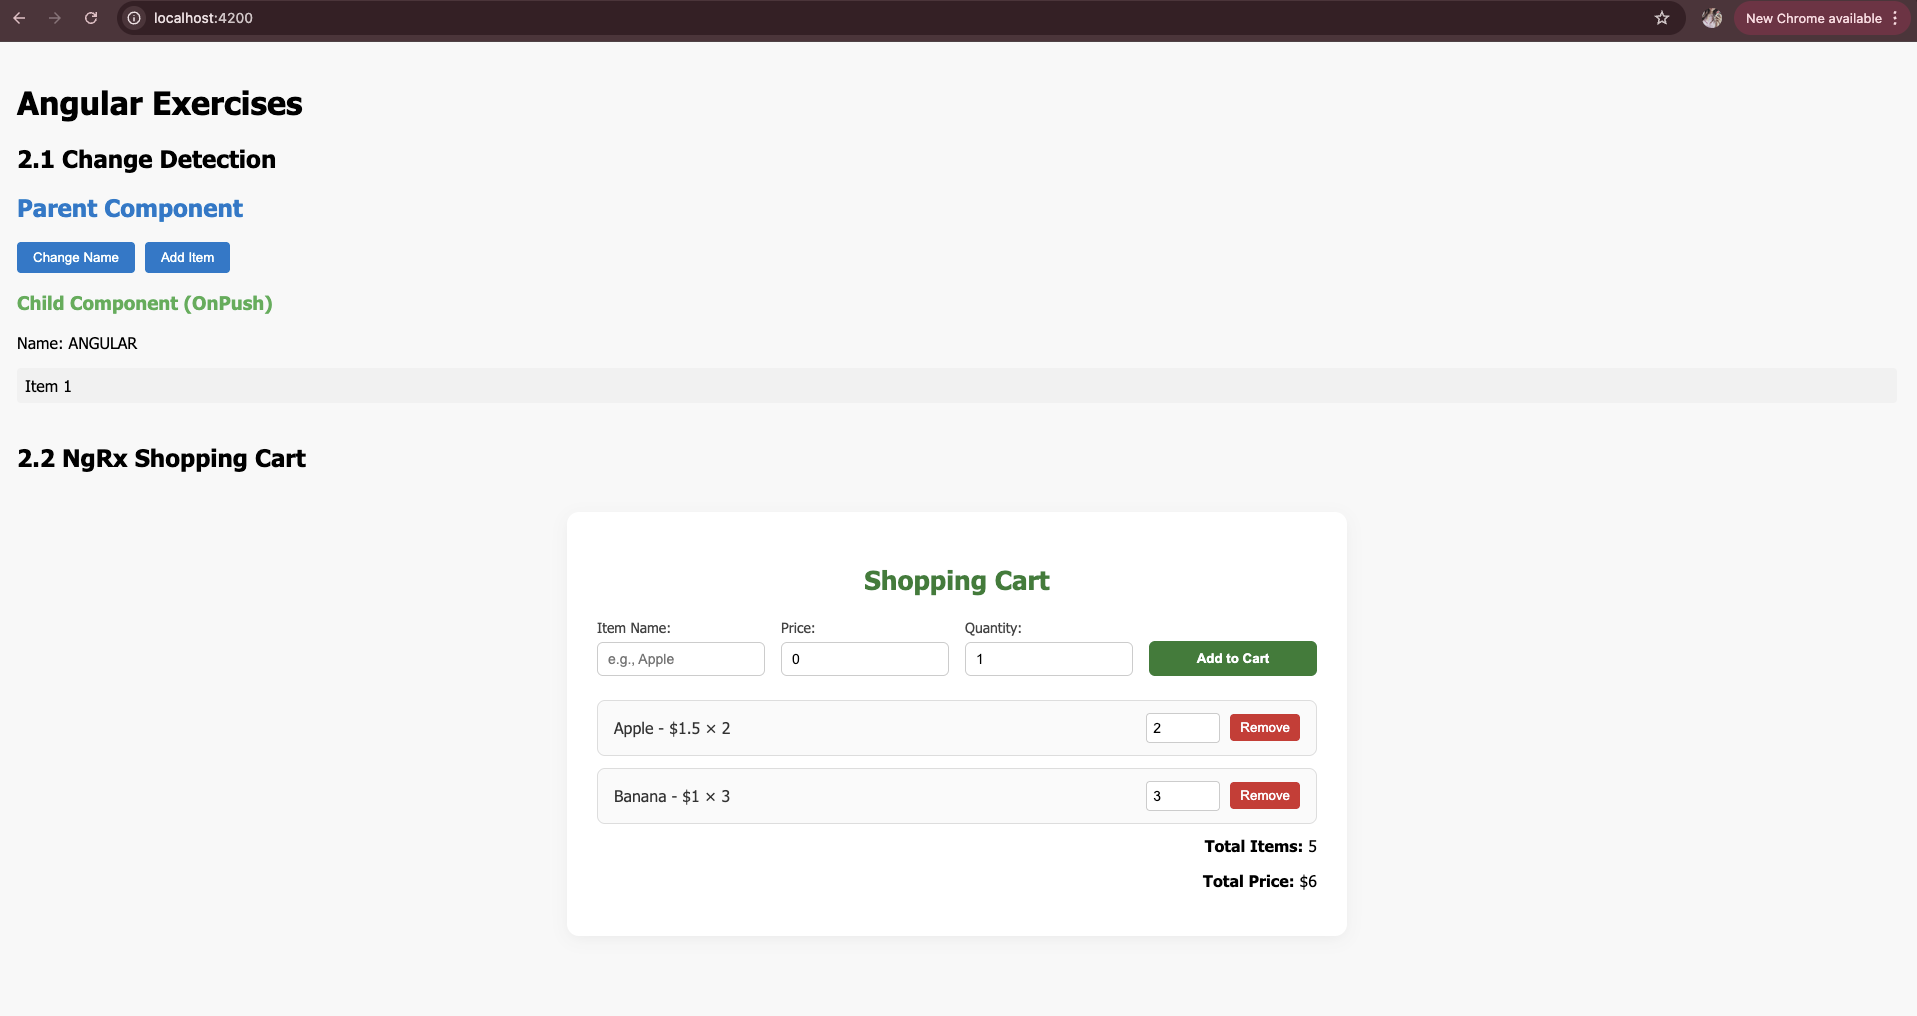 localhost:4200
New Chrome available
Angular Exercises
2.1 Change Detection
Parent Component
Change Name Add Item
Child Component (OnPush)
Name: ANGULAR
Item 1
2.2 NgRx Shopping Cart
Shopping Cart
Item Name: Price: Quantity:
e.g., Apple 0 1 Add to Cart
Apple - $1.5 × 2 2 Remove
Banana - $1 × 3 3 Remove
Total Items: 5
Total Price: $6